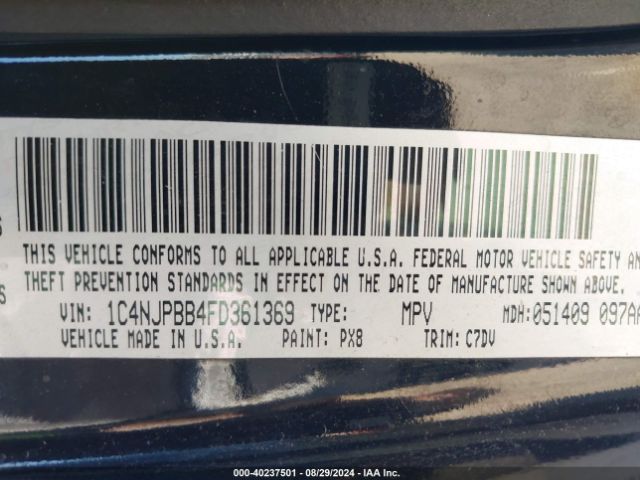 THIS VEHICLE CONFORMS TO ALL APPLICABLE U.S.A. FEDERAL MOTOR VEHICLE SAFETY AN
THEFT PREVENTION STANDARDS IN EFFECT ON THE DATE OF MANUFACTURE SHOWN ABOVE.
VIN: 1C4NJPBB4FD361369 TYPE: MPV MDH:051409 097AA
VEHICLE MADE IN U.S.A. PAINT: PX8 TRIM: C7DV
000-40237501 - 08/29/2024 - IAA Inc.